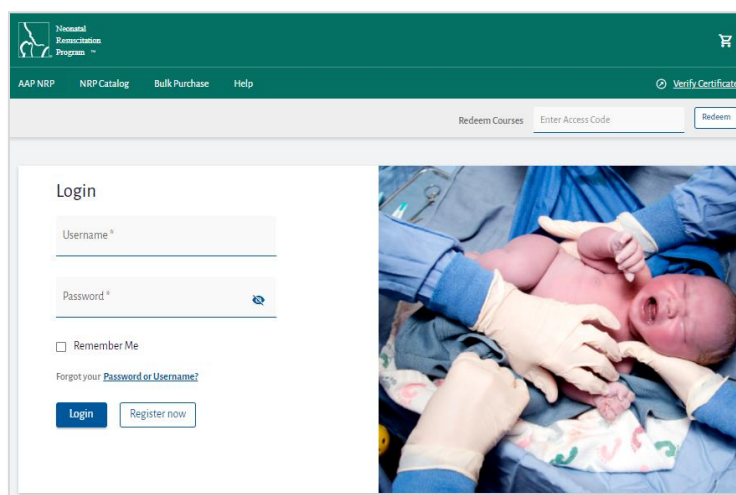 Neonatal
Resuscitation
Program ™
AAP NRP NRP Catalog Bulk Purchase Help Verify Certificate
Redeem Courses Enter Access Code Redeem
Login
Username *
Password *
Remember Me
Forgot your Password or Username?
Login Register now